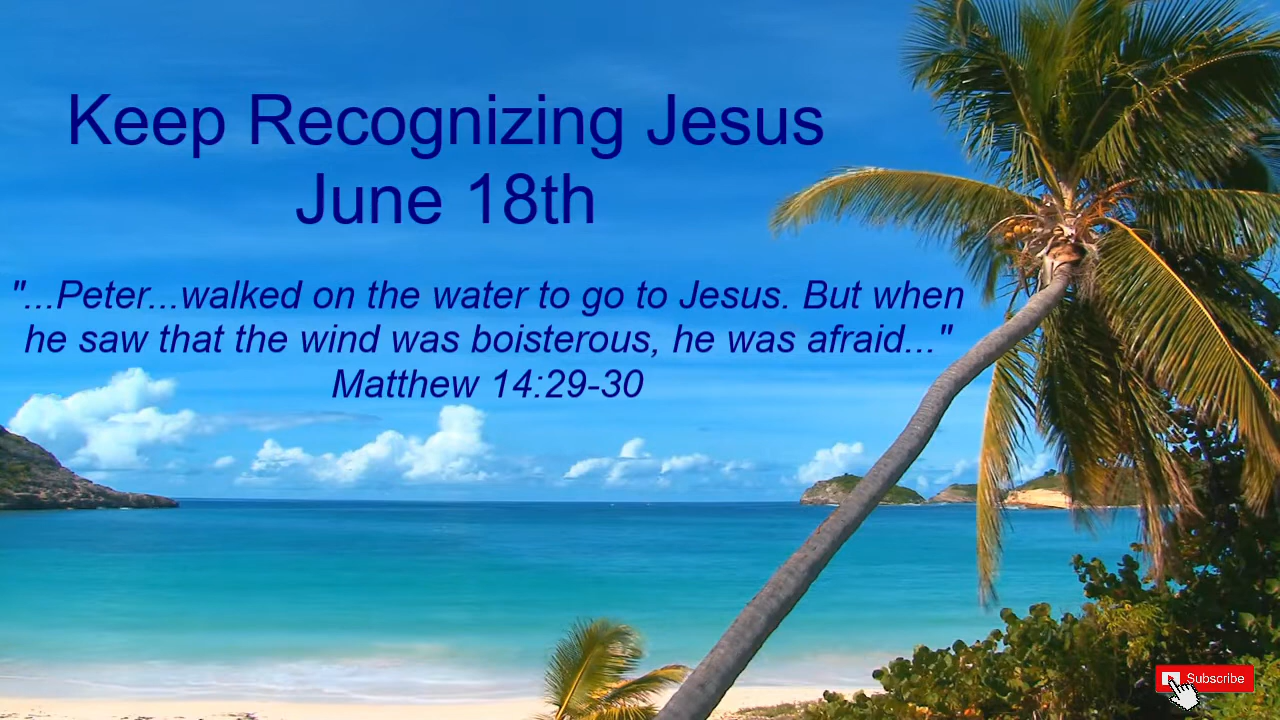 Keep Recognizing Jesus
June 18th
"...Peter...walked on the water to go to Jesus. But when
he saw that the wind was boisterous, he was afraid..."
Matthew 14:29-30
Subscribe